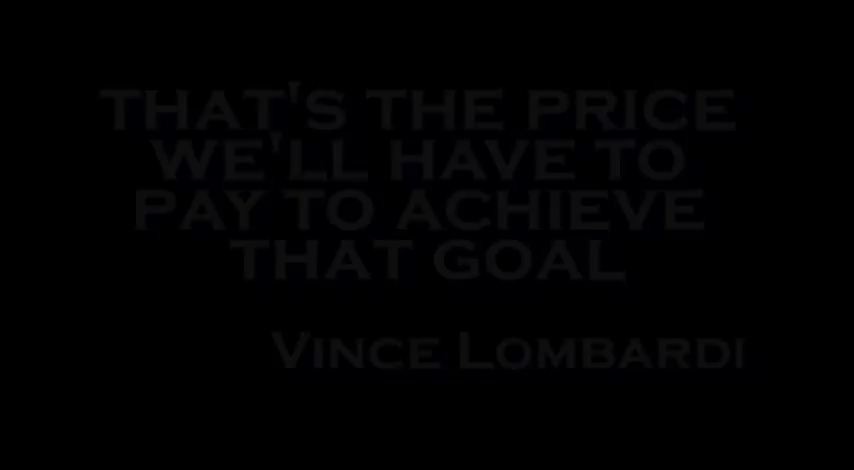 THAT'S THE PRICE
WE'LL HAVE TO
PAY TO ACHIEVE
THAT GOAL
VINCE LOMBARDI